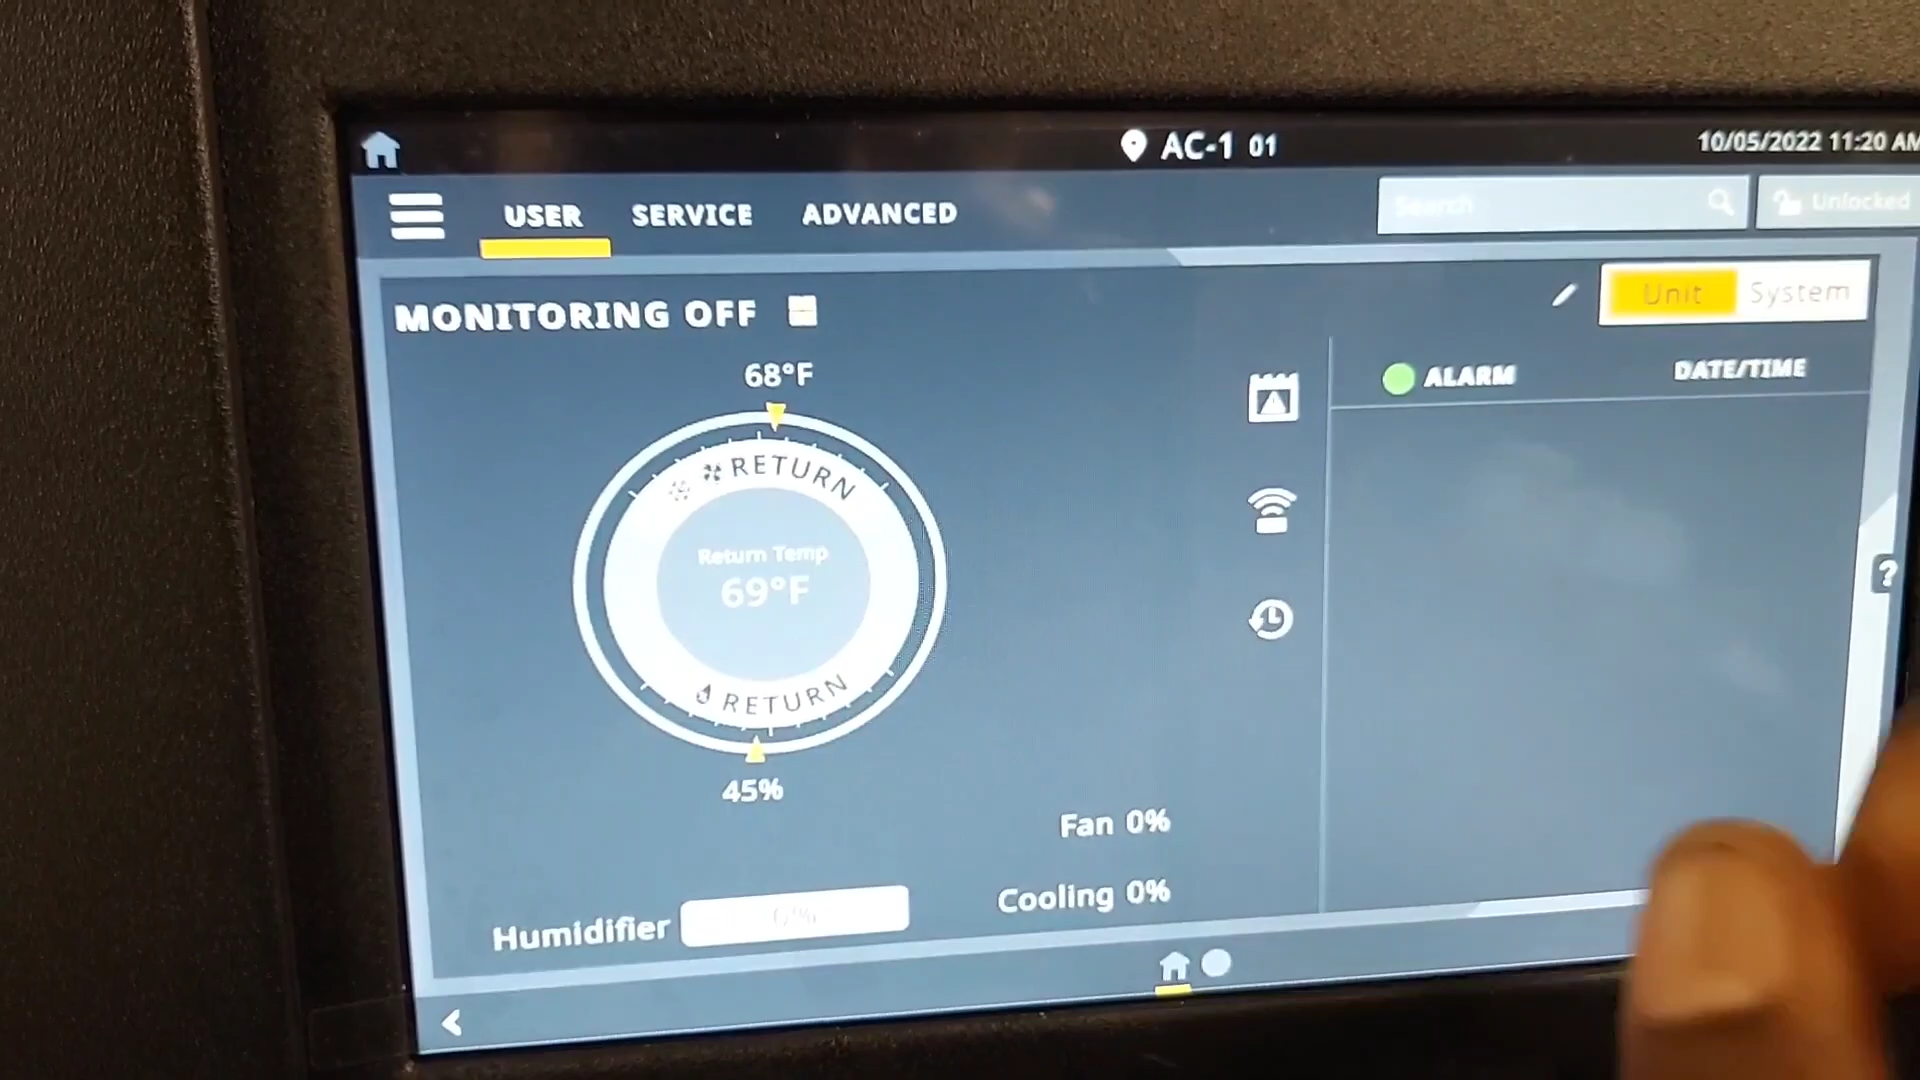 AC-1 01
10/05/2022 11:20 AM
USER SERVICE ADVANCED
Search
Unlocked
MONITORING OFF
Unit System
68°F
RETURN
Return Temp
69°F
RETURN
45%
ALARM DATE/TIME
?
Fan 0%
Cooling 0%
Humidifier 0%